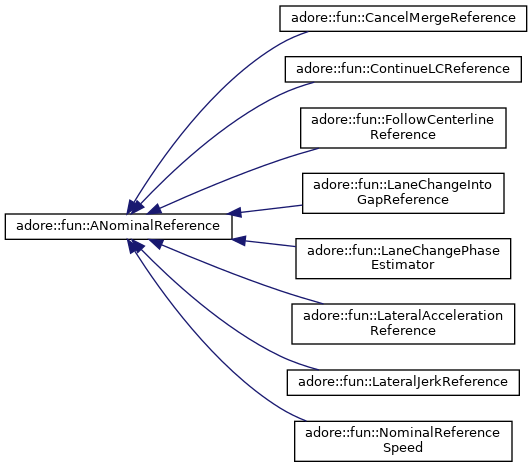 adore::fun::CancelMergeReference
adore::fun::ContinueLCReference
adore::fun::FollowCenterline
Reference
adore::fun::LaneChangeInto
GapReference
adore::fun::ANominalReference
adore::fun::LaneChangePhase
Estimator
adore::fun::LateralAcceleration
Reference
adore::fun::LateralJerkReference
adore::fun::NominalReference
Speed